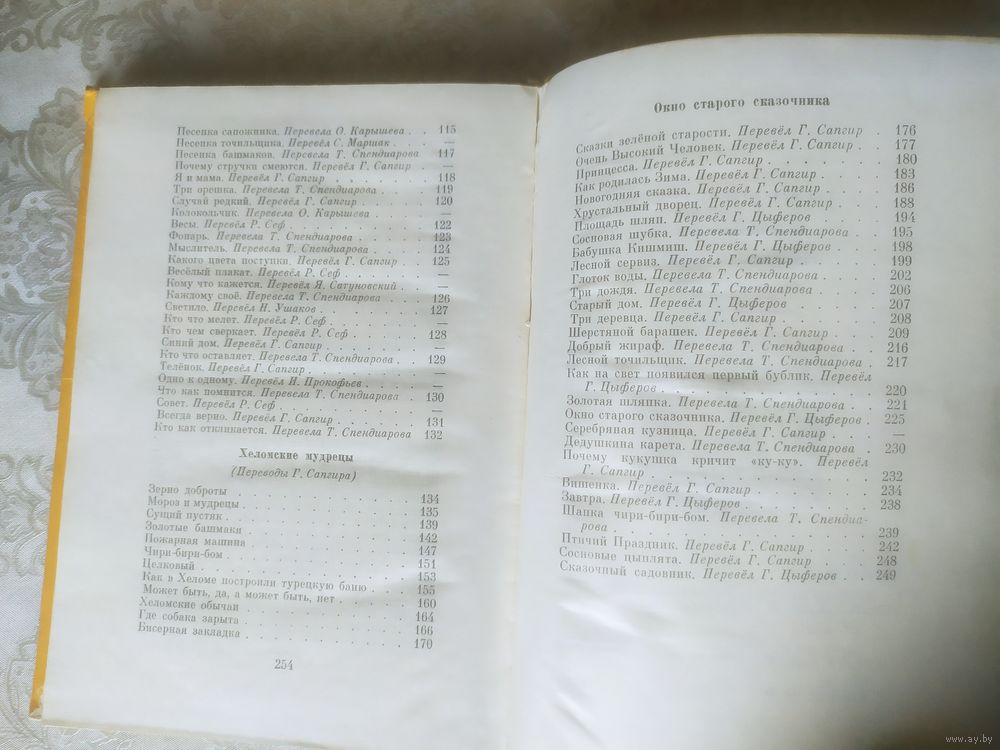 Песенка сапожника. Перевела О. Карышева . . 115
Песенка точильщика. Перевёл С. Маршак . . —
Песенка башмаков. Перевела Т. Спендиарова 117
Почему стручки смеются. Перевёл Г. Сапгир —
Я и мама. Перевёл Г. Сапгир . . . . . 118
Три орешка. Перевела Т. Спендиарова . . . 119
Случай редкий. Перевёл Г. Сапгир . . . . 120
Колокольчик. Перевела О. Карышева . . . . —
Весы. Перевёл Р. Сеф . . . . . . 122
Фонарь. Перевела Т. Спендиарова . . . . 123
Мыслитель. Перевела Т. Спендиарова . . . 124
Какого цвета поступки. Перевёл Г. Сапгир . . 125
Весёлый плакат. Перевёл Р. Сеф . . . . —
Кому что кажется. Перевёл Я. Сатуновский . . —
Каждому своё. Перевела Т. Спендиарова . . . 126
Светило. Перевёл Н. Ушаков . . . . . 127
Кто что мелет. Перевёл Р. Сеф . . . . . —
Кто чем сверкает. Перевёл Р. Сеф . . . . 128
Синий дом. Перевёл Г. Сапгир . . . . . —
Кто что оставляет. Перевела Т. Спендиарова . 129
Телёнок. Перевёл Г. Сапгир . . . . . —
Одно к одному. Перевёл И. Прокофьев . . . —
Что как помнится. Перевела Т. Спендиарова . . 130
Совет. Перевёл Р. Сеф . . . . . . —
Всегда верно. Перевёл Г. Сапгир . . . . 131
Кто как откликается. Перевела Т. Спендиарова 132
Хеломские мудрецы
(Переводы Г. Сапгира)
Зерно доброты . . . . . . . 134
Мороз и мудрецы . . . . . . . 135
Сущий пустяк . . . . . . . 139
Золотые башмаки . . . . . . . 142
Пожарная машина . . . . . . . 147
Чири-бири-бом . . . . . . . 151
Целковый . . . . . . . 153
Как в Хеломе построили турецкую баню . . . 155
Может быть, да, а может быть, нет . . . . 160
Хеломские обычаи . . . . . . . 164
Где собака зарыта . . . . . . . 166
Бисерная закладка . . . . . . . 170
254
Окно старого сказочника
Сказки зелёной старости. Перевёл Г. Сапгир . 176
Очень Высокий Человек. Перевёл Г. Сапгир . 177
Принцесса. Перевёл Г. Сапгир . . . . 180
Как родилась Зима. Перевёл Г. Сапгир . . 183
Новогодняя сказка. Перевёл Г. Сапгир . . . 186
Хрустальный дворец. Перевёл Г. Сапгир . . 188
Площадь шляп. Перевёл Г. Цыферов . . . 194
Сосновая шубка. Перевела Т. Спендиарова . . 195
Бабушка Кишмиш. Перевёл Г. Цыферов . . 198
Лесной сервиз. Перевёл Г. Сапгир . . . . 199
Глоток воды. Перевела Т. Спендиарова . . . 202
Три дождя. Перевела Т. Спендиарова . . . 206
Старый дом. Перевёл Г. Цыферов . . . . 207
Три деревца. Перевёл Г. Сапгир . . . . 208
Шерстяной барашек. Перевёл Г. Сапгир . . 209
Добрый жираф. Перевела Т. Спендиарова . . 216
Лесной точильщик. Перевела Т. Спендиарова . 217
Как на свет появился первый бублик. Перевёл
Г. Цыферов . . . . . . . 220
Золотая шляпка. Перевела Т. Спендиарова . . 221
Окно старого сказочника. Перевёл Г. Цыферов . 225
Серебряная кузница. Перевёл Г. Сапгир . . . —
Дедушкина карета. Перевела Т. Спендиарова . 230
Почему кукушка кричит «ку-ку». Перевёл
Г. Сапгир . . . . . . . 232
Вишенка. Перевёл Г. Сапгир . . . . . 234
Завтра. Перевёл Г. Цыферов . . . . . 238
Шапка чири-бири-бом. Перевела Т. Спендиа-
рова . . . . . . . 239
Птичий Праздник. Перевёл Г. Сапгир . . . 242
Сосновые цыплята. Перевёл Г. Сапгир . . . 248
Сказочный садовник. Перевёл Г. Цыферов . . 249
www.ay.by